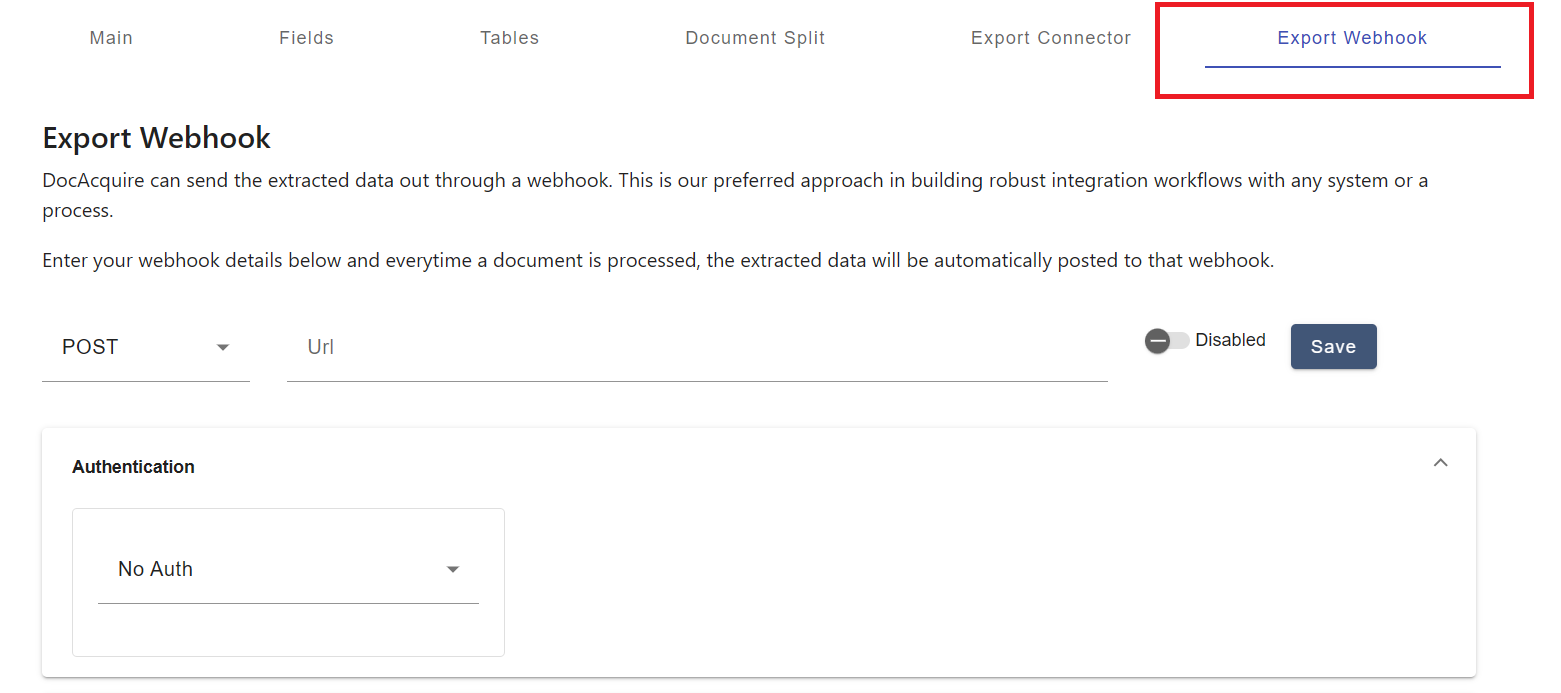 Main Fields Tables Document Split Export Connector Export Webhook
Export Webhook
DocAcquire can send the extracted data out through a webhook. This is our preferred approach in building robust integration workflows with any system or a
process.
Enter your webhook details below and everytime a document is processed, the extracted data will be automatically posted to that webhook.
POST Url Disabled Save
Authentication
No Auth